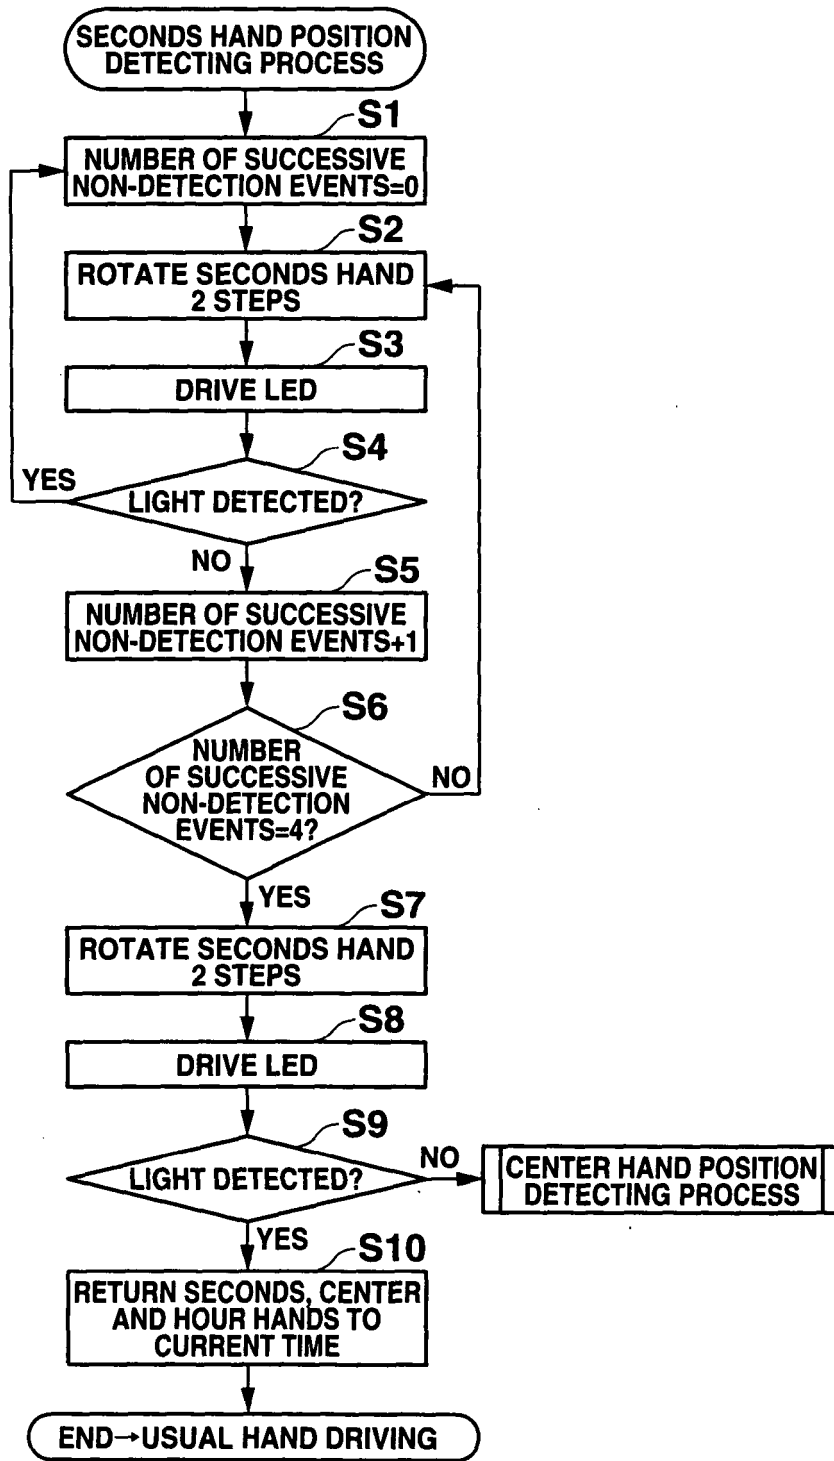 SECONDS HAND POSITION
DETECTING PROCESS
S1
NUMBER OF SUCCESSIVE
NON-DETECTION EVENTS=0
S2
ROTATE SECONDS HAND
2 STEPS
S3
DRIVE LED
S4
YES
LIGHT DETECTED?
NO
S5
NUMBER OF SUCCESSIVE
NON-DETECTION EVENTS+1
S6
NUMBER
OF SUCCESSIVE
NON-DETECTION
EVENTS=4?
NO
YES
S7
ROTATE SECONDS HAND
2 STEPS
S8
DRIVE LED
S9
LIGHT DETECTED?
NO
CENTER HAND POSITION
DETECTING PROCESS
YES
S10
RETURN SECONDS, CENTER
AND HOUR HANDS TO
CURRENT TIME
END→USUAL HAND DRIVING